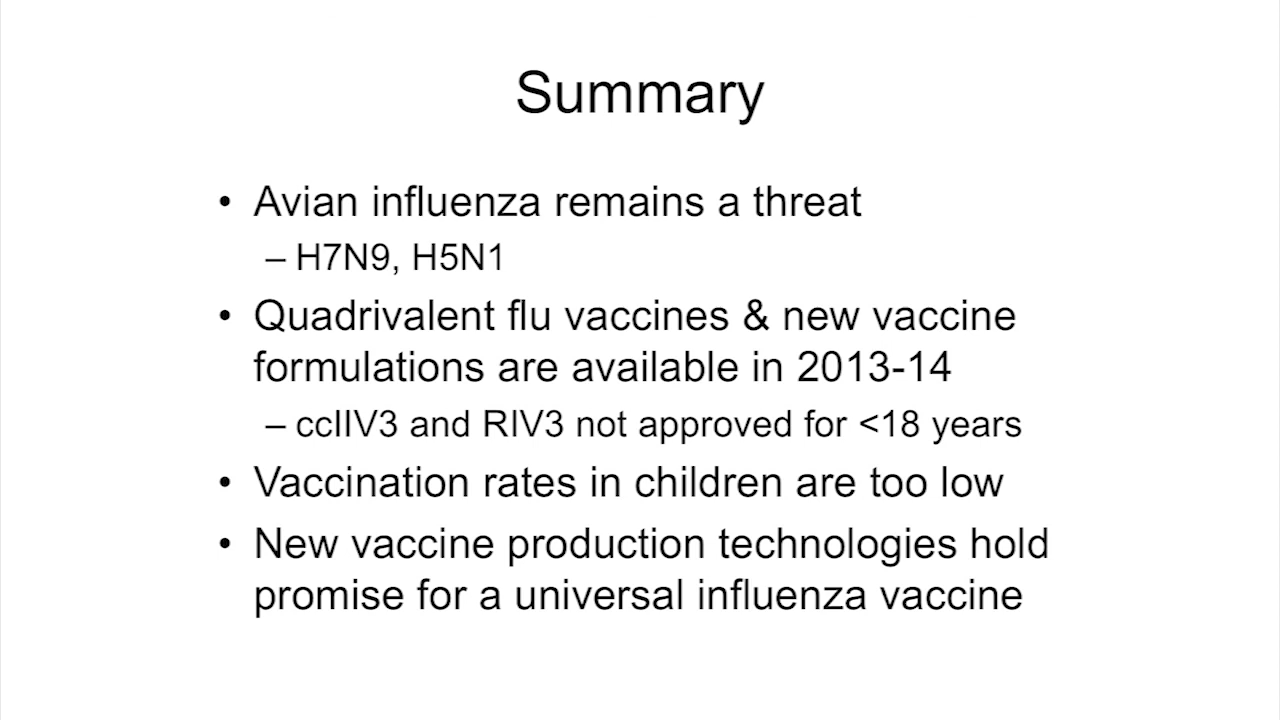 Summary
• Avian influenza remains a threat
– H7N9, H5N1
• Quadrivalent flu vaccines & new vaccine
formulations are available in 2013-14
– ccIIV3 and RIV3 not approved for <18 years
• Vaccination rates in children are too low
• New vaccine production technologies hold
promise for a universal influenza vaccine